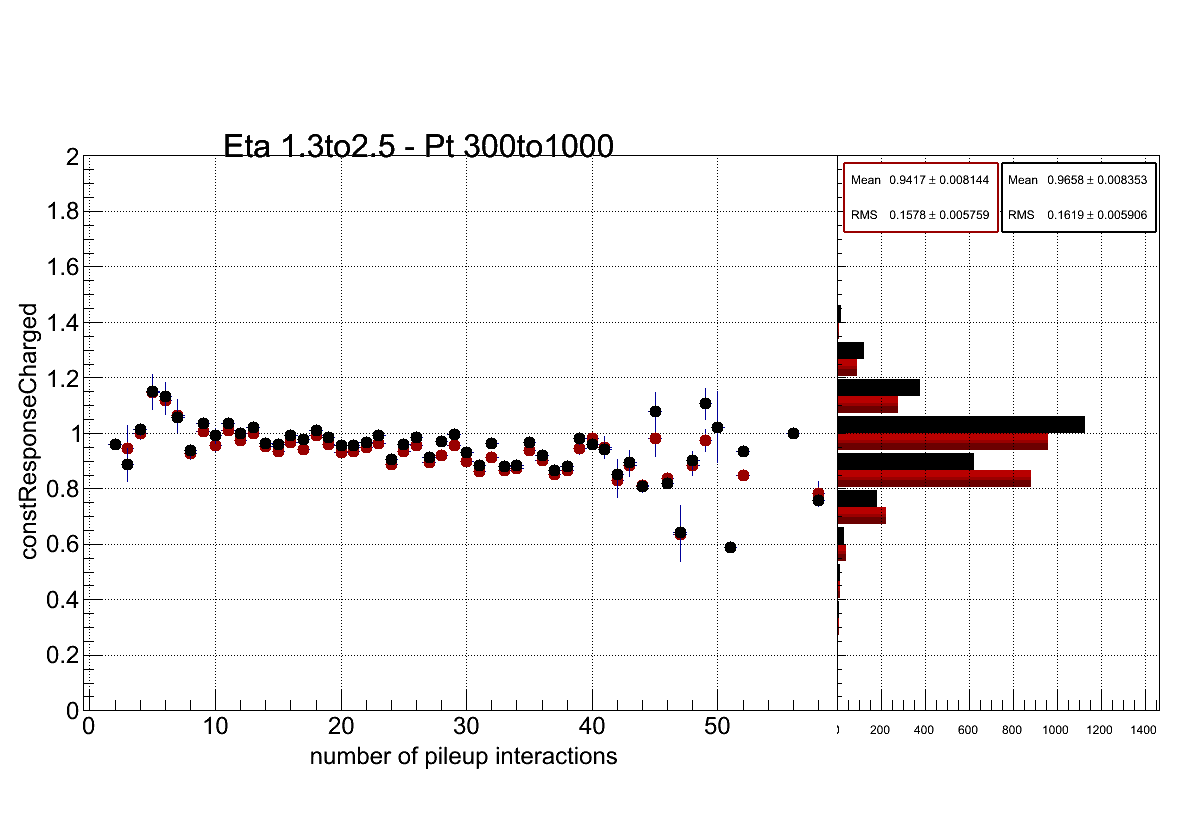 Eta 1.3to2.5 - Pt 300to1000
constResponseCharged
2
1.8
1.6
1.4
1.2
1
0.8
0.6
0.4
0.2
0
0 10 20 30 40 50
number of pileup interactions
Mean 0.9417 ± 0.008144
RMS 0.1578 ± 0.005759
Mean 0.9658 ± 0.008353
RMS 0.1619 ± 0.005906
200 400 600 800 1000 1200 1400